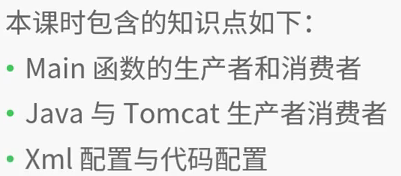 本课时包含的知识点如下：
• Main 函数的生产者和消费者
• Java 与 Tomcat 生产者消费者
• Xml 配置与代码配置